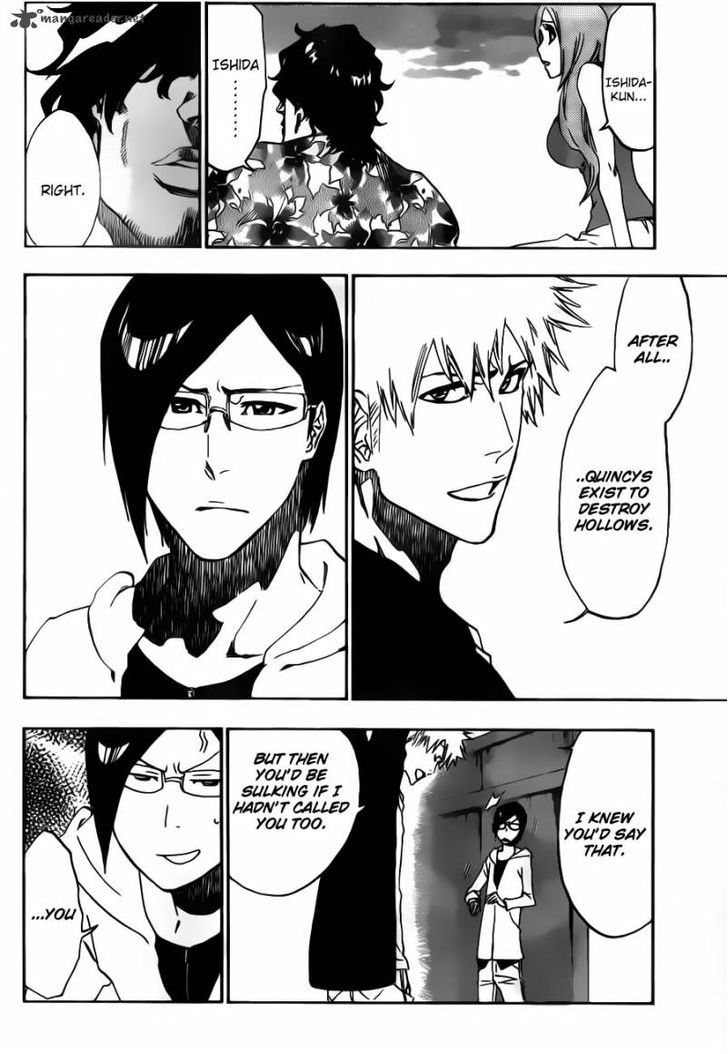 mangareader.net
ISHIDA-
KUN...
ISHIDA
........
RIGHT.
AFTER
ALL..
..QUINCYS
EXIST TO
DESTROY
HOLLOWS.
I KNEW
YOU'D SAY
THAT.
BUT THEN
YOU'D BE
SULKING IF I
HADN'T CALLED
YOU TOO.
...YOU